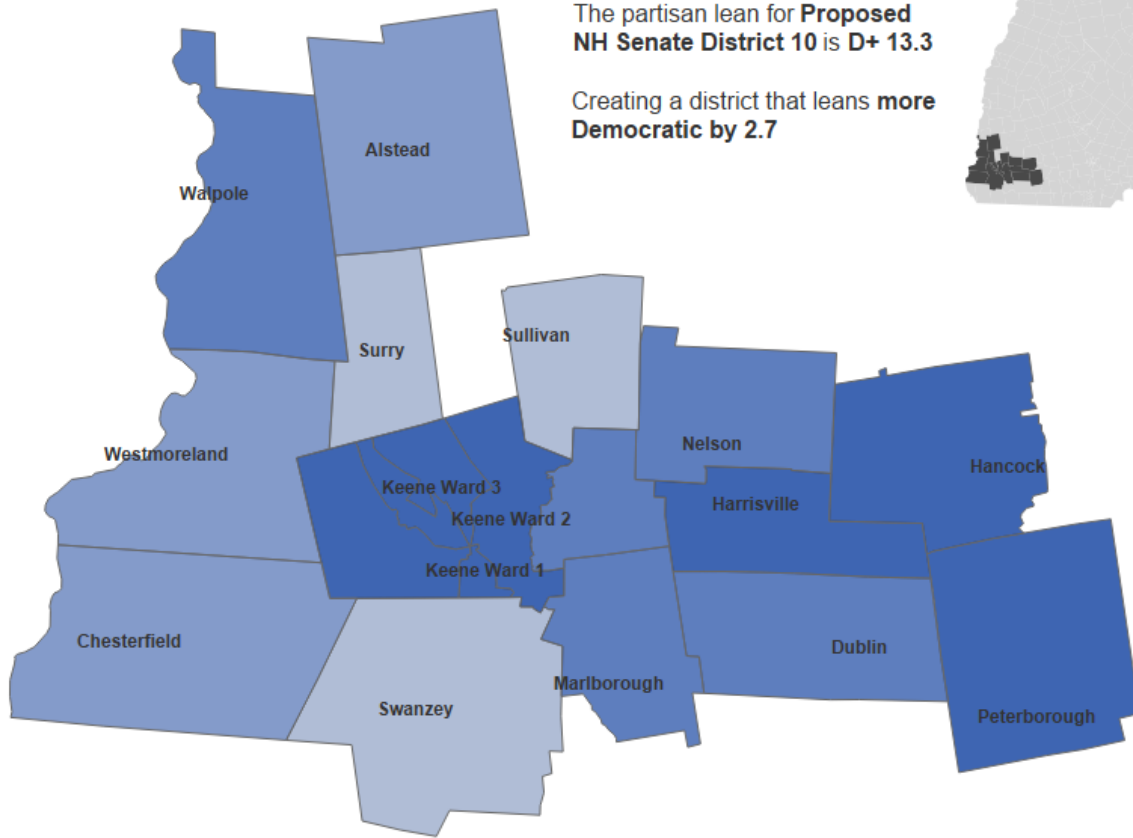 The partisan lean for Proposed
NH Senate District 10 is D+ 13.3
Creating a district that leans more
Democratic by 2.7
Alstead
Walpole
Surry
Sullivan
Westmoreland
Nelson
Hancock
Keene Ward 3
Harrisville
Keene Ward 2
Keene Ward 1
Chesterfield
Dublin
Marlborough
Swanzey
Peterborough